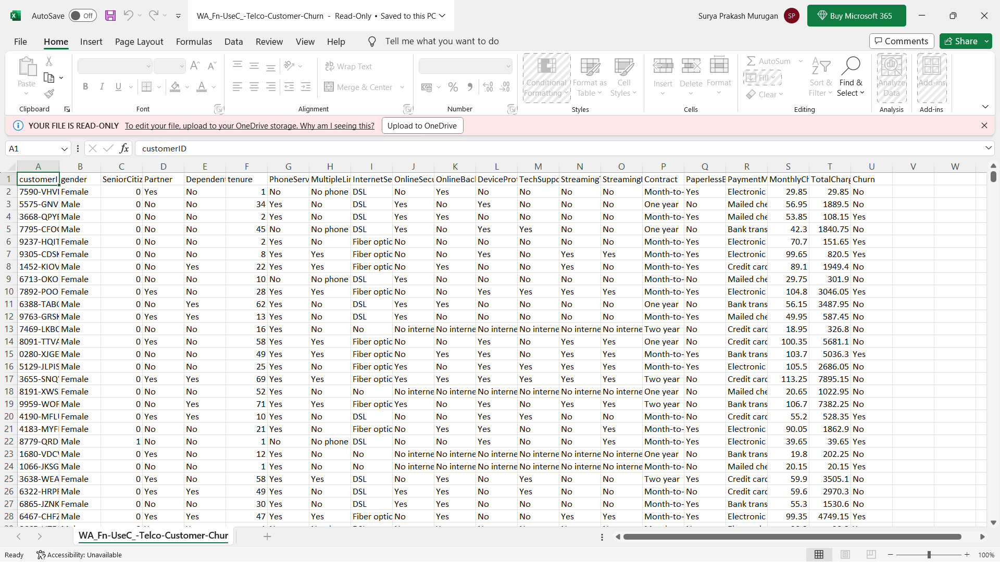 AutoSave Off WA_Fn-UseC_-Telco-Customer-Churn - Read-Only • Saved to this PC Surya Prakash Murugan SP Buy Microsoft 365
File Home Insert Page Layout Formulas Data Review View Help Tell me what you want to do Comments Share
Paste Wrap Text Merge & Center Conditional Formatting Format as Table Cell Styles Insert Delete Format AutoSum Fill Clear Sort & Filter Find & Select Analyze Data Add-ins
Clipboard Font Alignment Number Styles Cells Editing Analysis Add-ins
YOUR FILE IS READ-ONLY To edit your file, upload to your OneDrive storage. Why am I seeing this? Upload to OneDrive
A1 fx customerID
A B C D E F G H I J K L M N O P Q R S T U V W
1 customerI gender SeniorCitiz Partner Dependent tenure PhoneServ MultipleLin InternetSe OnlineSecu OnlineBack DeviceProt TechSuppo StreamingT StreamingI Contract PaperlessB PaymentM MonthlyCh TotalCharg Churn
2 7590-VHVI Female 0 Yes No 1 No No phone DSL No Yes No No No No Month-to- Yes Electronic 29.85 29.85 No
3 5575-GNV Male 0 No No 34 Yes No DSL Yes No Yes No No No One year No Mailed che 56.95 1889.5 No
4 3668-QPYB Male 0 No No 2 Yes No DSL Yes Yes No No No No Month-to- Yes Mailed che 53.85 108.15 Yes
5 7795-CFOC Male 0 No No 45 No No phone DSL Yes No Yes Yes No No One year No Bank trans 42.3 1840.75 No
6 9237-HQIT Female 0 No No 2 Yes No Fiber optic No No No No No No Month-to- Yes Electronic 70.7 151.65 Yes
7 9305-CDSK Female 0 No No 8 Yes Yes Fiber optic No No Yes No Yes Yes Month-to- Yes Electronic 99.65 820.5 Yes
8 1452-KIOV Male 0 No Yes 22 Yes Yes Fiber optic No Yes No No Yes No Month-to- Yes Credit card 89.1 1949.4 No
9 6713-OKO Female 0 No No 10 No No phone DSL Yes No No No No No Month-to- No Mailed che 29.75 301.9 No
10 7892-POO Female 0 Yes No 28 Yes Yes Fiber optic No No Yes Yes Yes Yes Month-to- Yes Electronic 104.8 3046.05 Yes
11 6388-TABG Male 0 No Yes 62 Yes No DSL Yes Yes No No No No One year No Bank trans 56.15 3487.95 No
12 9763-GRSK Male 0 Yes Yes 13 Yes No DSL Yes No No No No No Month-to- Yes Mailed che 49.95 587.45 No
13 7469-LKBC Male 0 No No 16 Yes No No No interne No interne No interne No interne No interne No interne Two year No Credit card 18.95 326.8 No
14 8091-TTVA Male 0 Yes No 58 Yes Yes Fiber optic No No Yes No Yes Yes One year No Credit card 100.35 5681.1 No
15 0280-XJGE Male 0 No No 49 Yes Yes Fiber optic No Yes Yes No Yes Yes Month-to- Yes Bank trans 103.7 5036.3 Yes
16 5129-JLPIS Male 0 No No 25 Yes No Fiber optic Yes No Yes Yes Yes Yes Month-to- Yes Electronic 105.5 2686.05 No
17 3655-SNQY Female 0 Yes Yes 69 Yes Yes Fiber optic Yes Yes Yes Yes Yes Yes Two year No Credit card 113.25 7895.15 No
18 8191-XWS Female 0 No No 52 Yes No No No interne No interne No interne No interne No interne No interne One year No Mailed che 20.65 1022.95 No
19 9959-WOF Male 0 No Yes 71 Yes Yes Fiber optic Yes No Yes No Yes Yes Two year No Bank trans 106.7 7382.25 No
20 4190-MFLU Female 0 Yes Yes 10 Yes No DSL No No Yes Yes No No Month-to- No Credit card 55.2 528.35 Yes
21 4183-MYFI Female 0 No No 21 Yes No Fiber optic No Yes Yes No No Yes Month-to- Yes Electronic 90.05 1862.9 No
22 8779-QRD Male 1 No No 1 No No phone DSL No No Yes No No Yes Month-to- Yes Electronic 39.65 39.65 Yes
23 1680-VDCV Male 0 Yes No 12 Yes No No No interne No interne No interne No interne No interne No interne One year No Bank trans 19.8 202.25 No
24 1066-JKSG Male 0 No No 1 Yes No No No interne No interne No interne No interne No interne No interne Month-to- No Mailed che 20.15 20.15 Yes
25 3638-WEA Female 0 Yes No 58 Yes Yes DSL No Yes No Yes No No Two year Yes Credit card 59.9 3505.1 No
26 6322-HRPI Male 0 Yes Yes 49 Yes No DSL Yes Yes No Yes No No Month-to- No Credit card 59.6 2970.3 No
27 6865-JZNK Female 0 No No 30 Yes No DSL Yes Yes No No No No Month-to- Yes Bank trans 55.3 1530.6 No
28 6467-CHFZ Male 0 Yes Yes 47 Yes Yes Fiber optic No Yes No No Yes Yes Month-to- Yes Electronic 99.35 4749.15 Yes
WA_Fn-UseC_-Telco-Customer-Chur
Ready Accessibility: Unavailable 100%